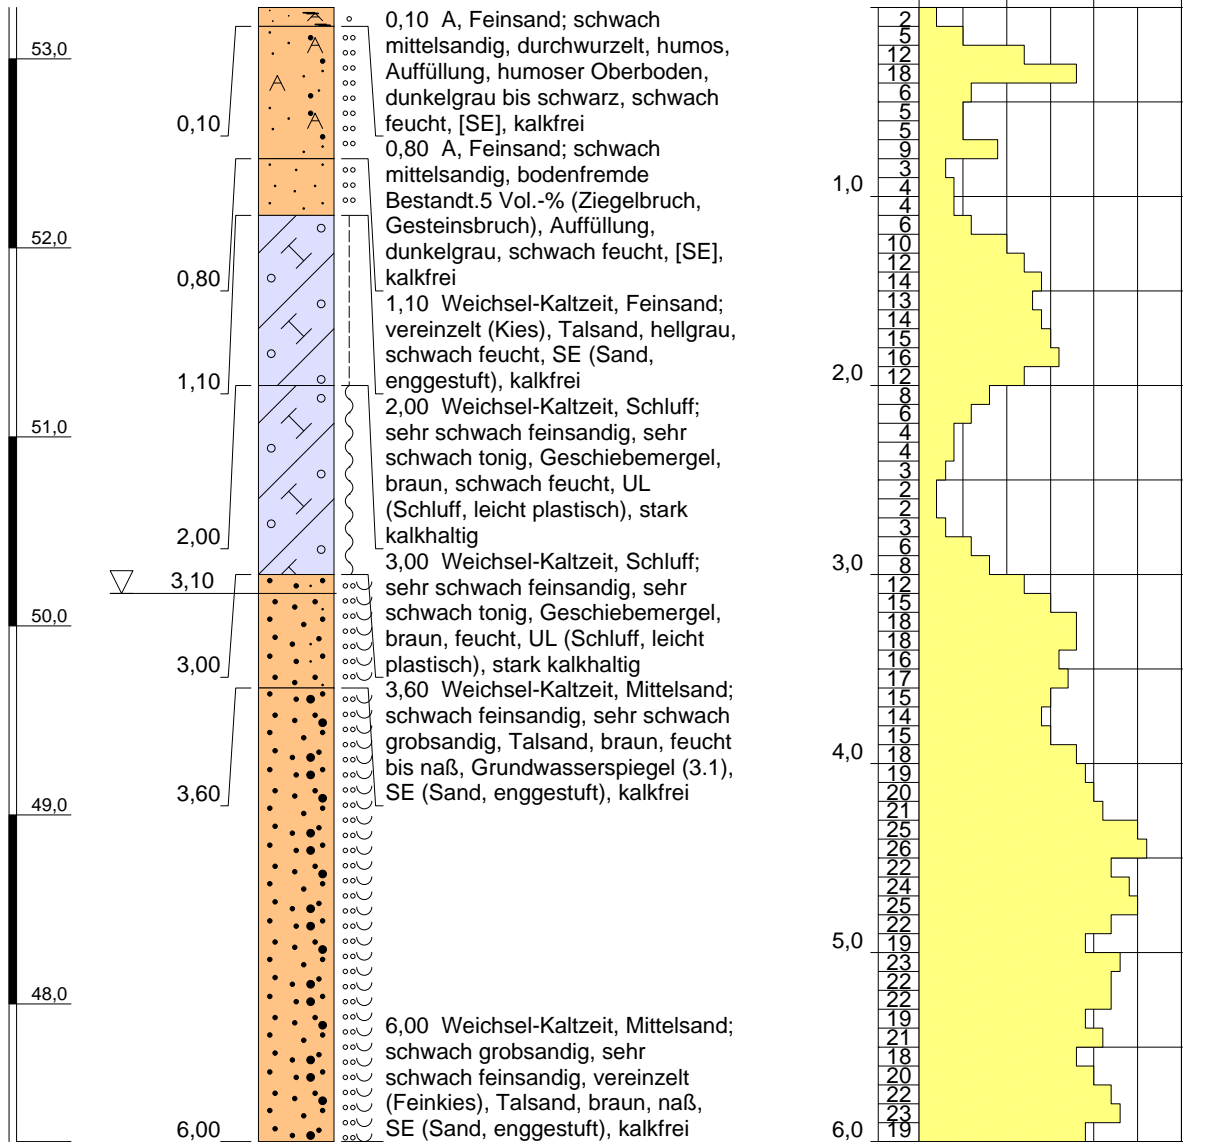 53,0
52,0
51,0
50,0
49,0
48,0
0,10
0,80
1,10
2,00
3,10
3,00
3,60
6,00
A
A
A
A
0,10 A, Feinsand; schwach
mittelsandig, durchwurzelt, humos,
Auffüllung, humoser Oberboden,
dunkelgrau bis schwarz, schwach
feucht, [SE], kalkfrei
0,80 A, Feinsand; schwach
mittelsandig, bodenfremde
Bestandt.5 Vol.-% (Ziegelbruch,
Gesteinsbruch), Auffüllung,
dunkelgrau, schwach feucht, [SE],
kalkfrei
1,10 Weichsel-Kaltzeit, Feinsand;
vereinzelt (Kies), Talsand, hellgrau,
schwach feucht, SE (Sand,
enggestuft), kalkfrei
2,00 Weichsel-Kaltzeit, Schluff;
sehr schwach feinsandig, sehr
schwach tonig, Geschiebemergel,
braun, schwach feucht, UL
(Schluff, leicht plastisch), stark
kalkhaltig
3,00 Weichsel-Kaltzeit, Schluff;
sehr schwach feinsandig, sehr
schwach tonig, Geschiebemergel,
braun, feucht, UL (Schluff, leicht
plastisch), stark kalkhaltig
3,60 Weichsel-Kaltzeit, Mittelsand;
schwach feinsandig, sehr schwach
grobsandig, Talsand, braun, feucht
bis naß, Grundwasserspiegel (3.1),
SE (Sand, enggestuft), kalkfrei
6,00 Weichsel-Kaltzeit, Mittelsand;
schwach grobsandig, sehr
schwach feinsandig, vereinzelt
(Feinkies), Talsand, braun, naß,
SE (Sand, enggestuft), kalkfrei
1,0
2,0
3,0
4,0
5,0
6,0
2
5
12
18
6
5
5
9
3
4
4
6
10
12
14
13
14
15
16
12
8
6
4
4
3
2
2
3
6
8
12
15
18
18
16
17
15
14
15
18
19
20
21
25
26
22
24
25
22
19
23
22
22
19
21
18
20
22
23
19